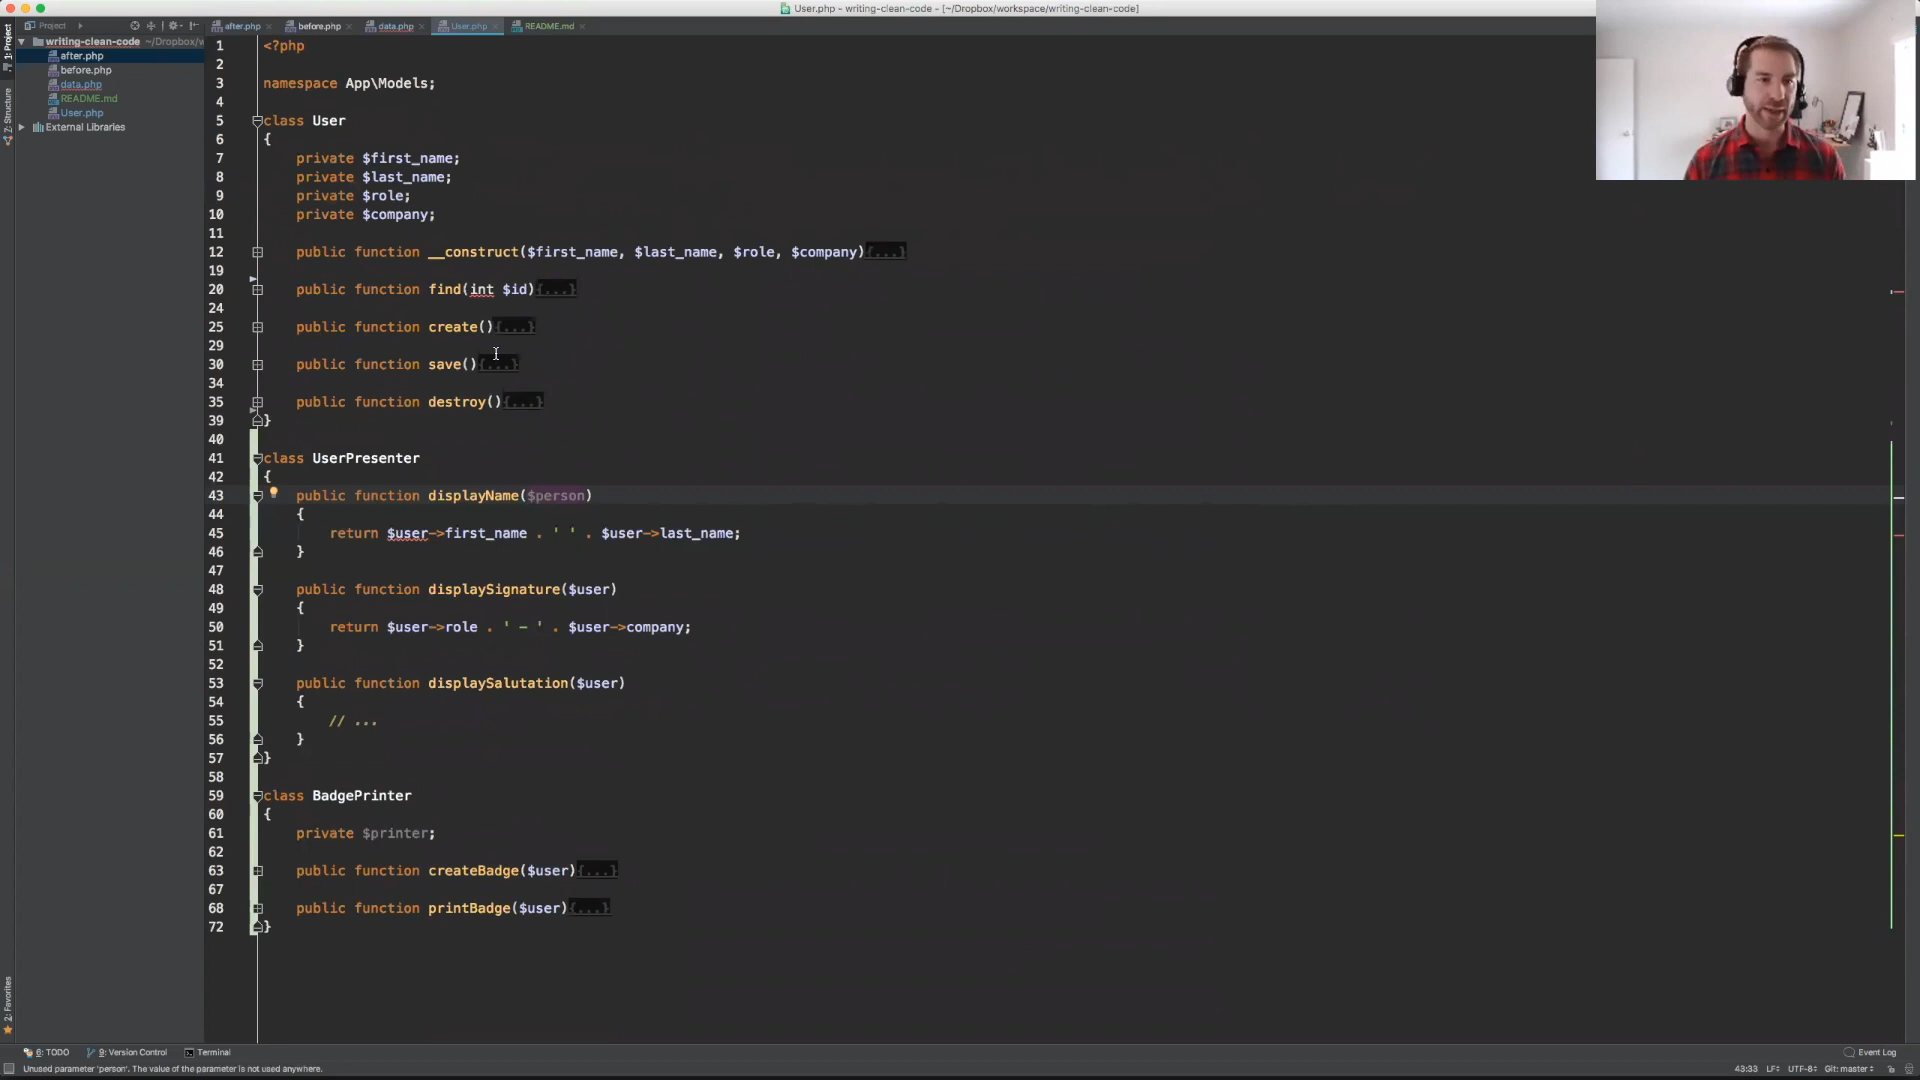 User.php - writing-clean-code - [~/Dropbox/workspace/writing-clean-code]
Project
after.php
before.php
data.php
User.php
README.md
1: Project
writing-clean-code ~/Dropbox/w
after.php
before.php
data.php
README.md
User.php
External Libraries
Z: Structure
2: Favorites
1 <?php
2
3 namespace App\Models;
4
5 class User
6 {
7 private $first_name;
8 private $last_name;
9 private $role;
10 private $company;
11
12 public function __construct($first_name, $last_name, $role, $company){...}
19
20 public function find(int $id){...}
24
25 public function create(){...}
29
30 public function save(){...}
34
35 public function destroy(){...}
39 }
40
41 class UserPresenter
42 {
43 public function displayName($person)
44 {
45 return $user->first_name . ' ' . $user->last_name;
46 }
47
48 public function displaySignature($user)
49 {
50 return $user->role . ' - ' . $user->company;
51 }
52
53 public function displaySalutation($user)
54 {
55 // ...
56 }
57 }
58
59 class BadgePrinter
60 {
61 private $printer;
62
63 public function createBadge($user){...}
67
68 public function printBadge($user){...}
72 }
6: TODO
9: Version Control
Terminal
Event Log
Unused parameter 'person'. The value of the parameter is not used anywhere.
43:33 LF÷ UTF-8÷ Git: master÷